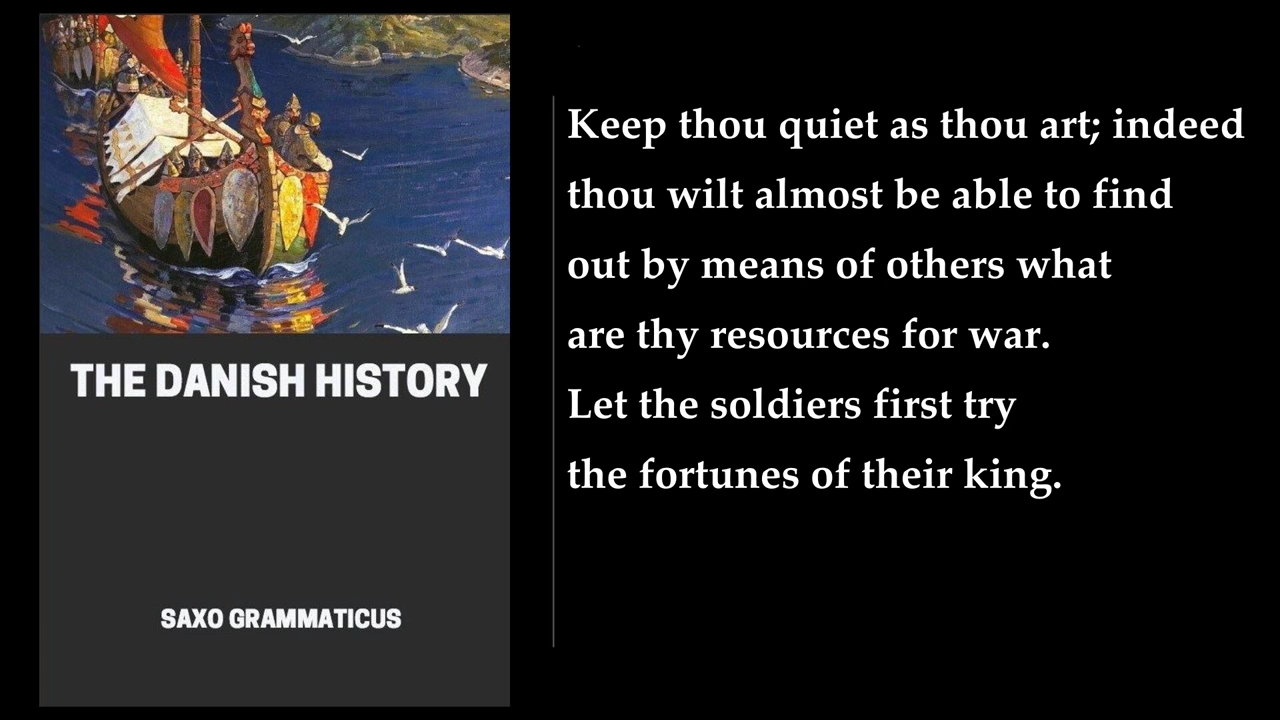 THE DANISH HISTORY
SAXO GRAMMATICUS
Keep thou quiet as thou art; indeed
thou wilt almost be able to find
out by means of others what
are thy resources for war.
Let the soldiers first try
the fortunes of their king.